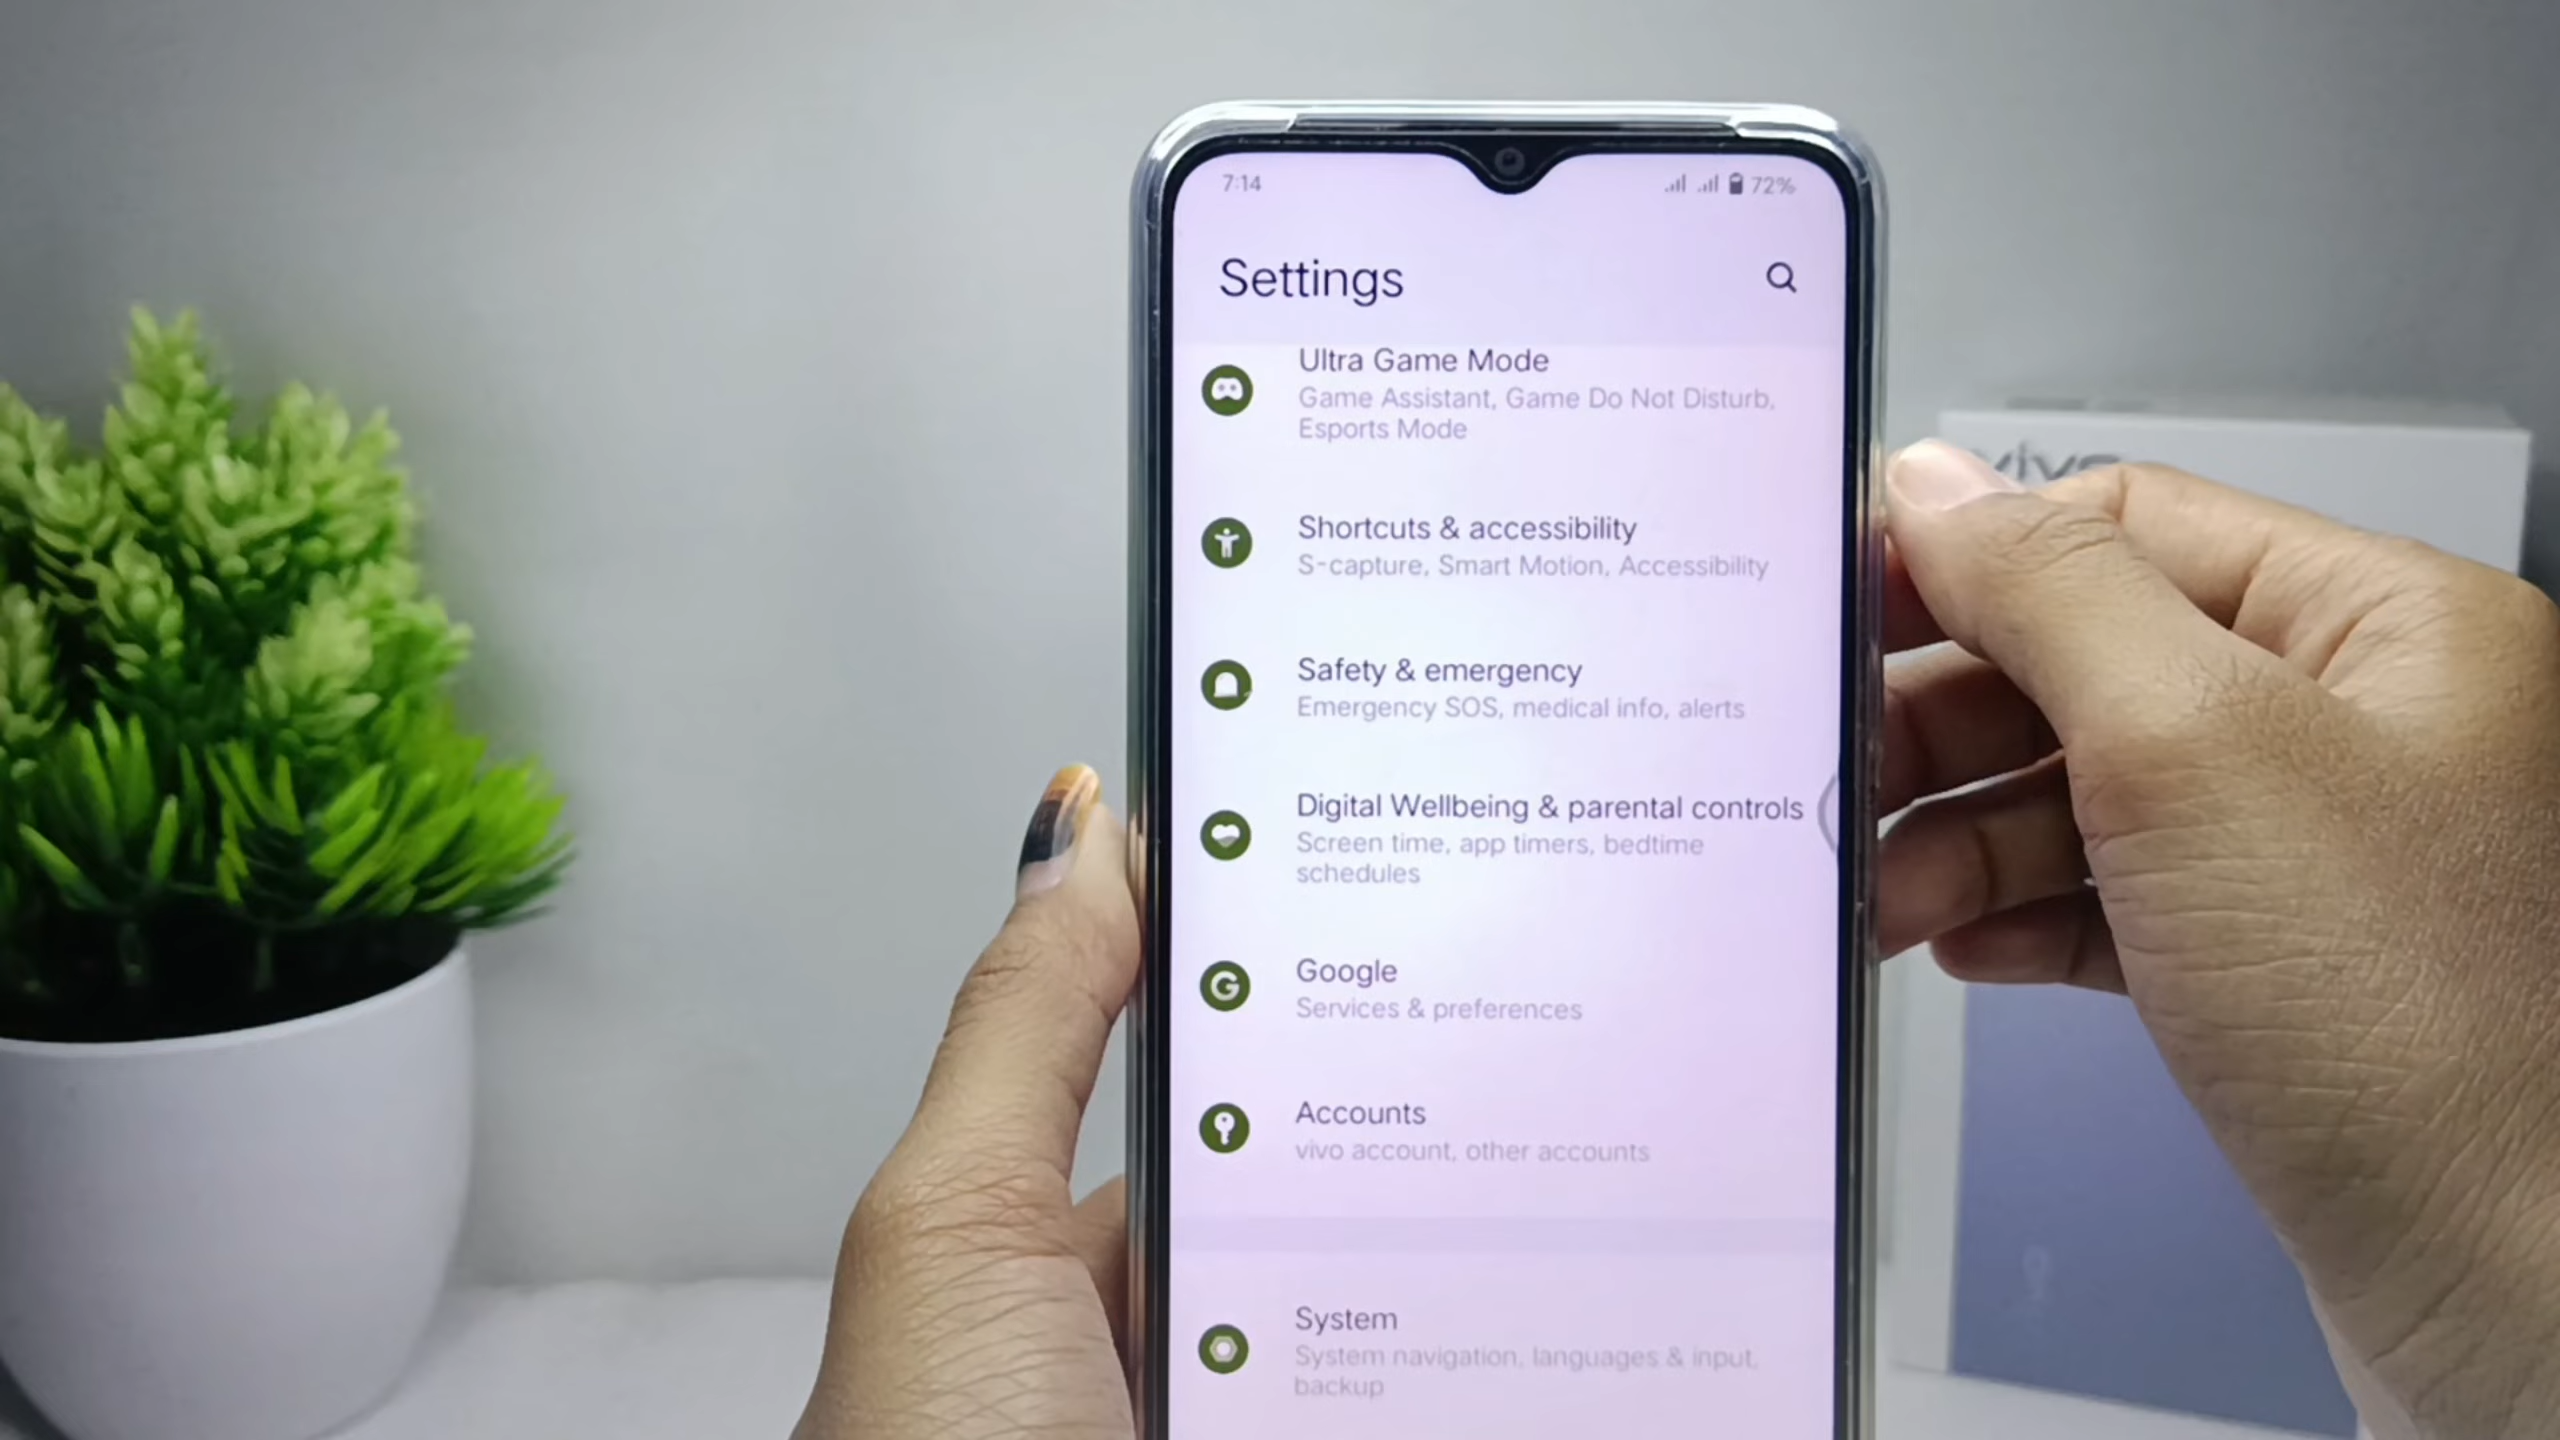 7:14
72%
Settings
Ultra Game Mode
Game Assistant, Game Do Not Disturb,
Esports Mode
Shortcuts & accessibility
S-capture, Smart Motion, Accessibility
Safety & emergency
Emergency SOS, medical info, alerts
Digital Wellbeing & parental controls
Screen time, app timers, bedtime
schedules
Google
Services & preferences
Accounts
vivo account, other accounts
System
System navigation, languages & input,
backup
vivo